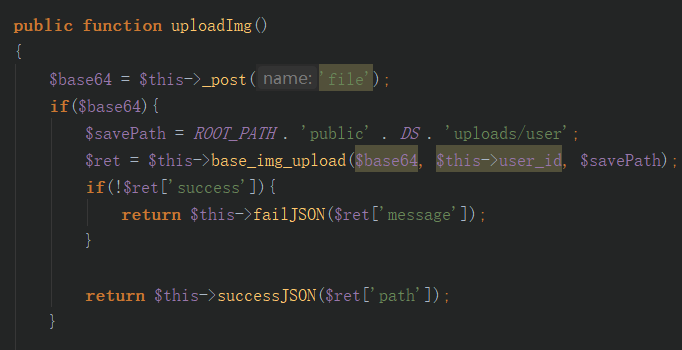 public function uploadImg()
{
$base64 = $this->_post( name: 'file');
if($base64){
$savePath = ROOT_PATH . 'public' . DS . 'uploads/user';
$ret = $this->base_img_upload($base64, $this->user_id, $savePath);
if(!$ret['success']){
return $this->failJSON($ret['message']);
}
return $this->successJSON($ret['path']);
}